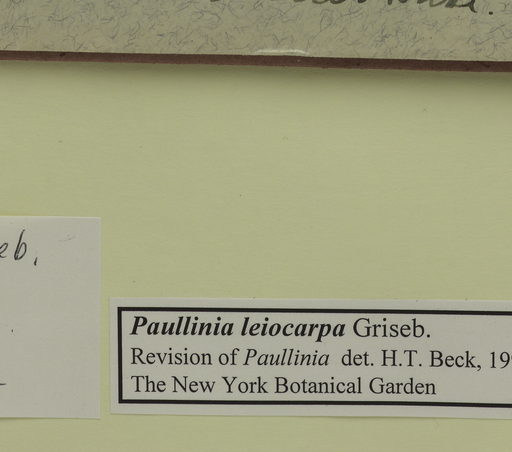 eb.
Paullinia leiocarpa Griseb.
Revision of Paullinia det. H.T. Beck, 19
The New York Botanical Garden